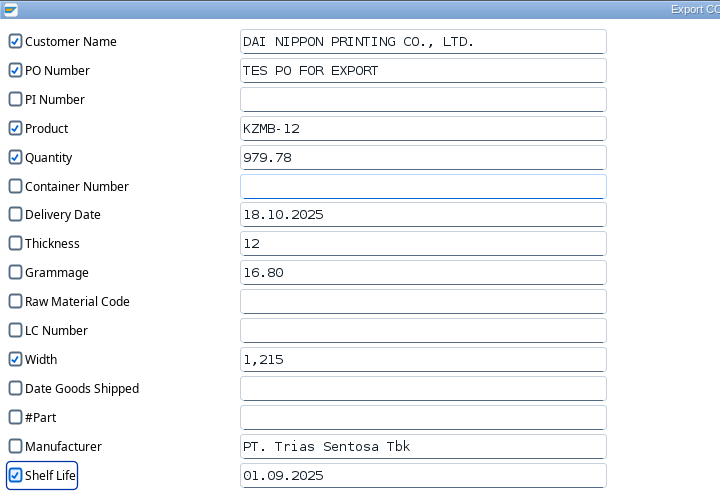 Export CO
Customer Name DAI NIPPON PRINTING CO., LTD.
PO Number TES PO FOR EXPORT
PI Number
Product KZMB-12
Quantity 979.78
Container Number
Delivery Date 18.10.2025
Thickness 12
Grammage 16.80
Raw Material Code
LC Number
Width 1,215
Date Goods Shipped
#Part
Manufacturer PT. Trias Sentosa Tbk
Shelf Life 01.09.2025